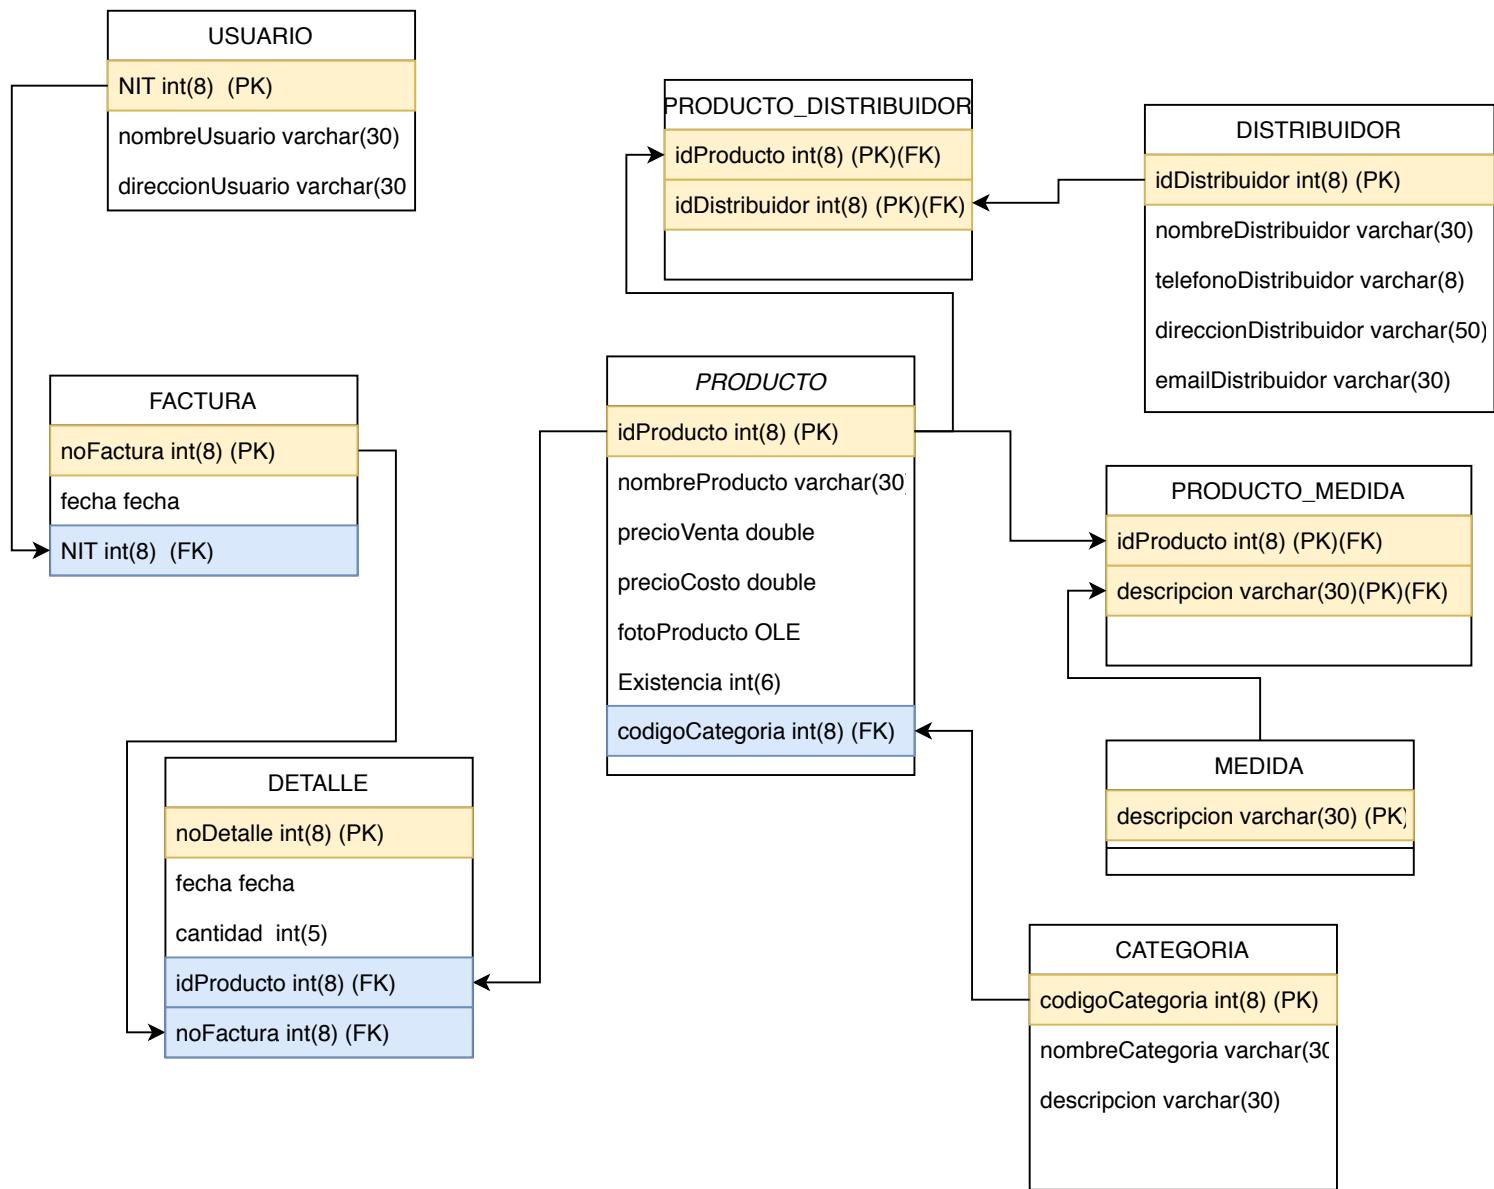 USUARIO
NIT int(8)  (PK)
nombreUsuario varchar(30)
direccionUsuario varchar(30
PRODUCTO_DISTRIBUIDOR
idProducto int(8) (PK)(FK)
idDistribuidor int(8) (PK)(FK)
DISTRIBUIDOR
idDistribuidor int(8) (PK)
nombreDistribuidor varchar(30)
telefonoDistribuidor varchar(8)
direccionDistribuidor varchar(50)
emailDistribuidor varchar(30)
FACTURA
noFactura int(8) (PK)
fecha fecha
NIT int(8)  (FK)
PRODUCTO
idProducto int(8) (PK)
nombreProducto varchar(30)
precioVenta double
precioCosto double
fotoProducto OLE
Existencia int(6)
codigoCategoria int(8) (FK)
PRODUCTO_MEDIDA
idProducto int(8) (PK)(FK)
descripcion varchar(30)(PK)(FK)
MEDIDA
descripcion varchar(30) (PK)
DETALLE
noDetalle int(8) (PK)
fecha fecha
cantidad  int(5)
idProducto int(8) (FK)
noFactura int(8) (FK)
CATEGORIA
codigoCategoria int(8) (PK)
nombreCategoria varchar(30
descripcion varchar(30)